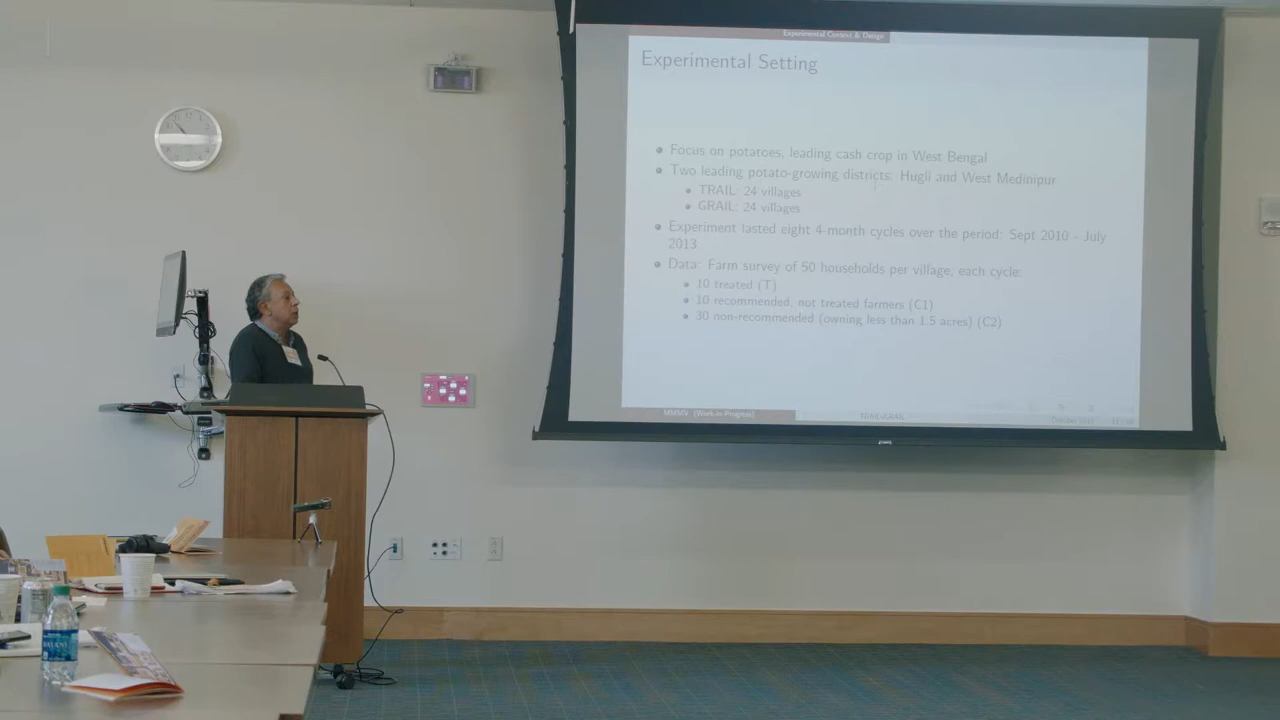 Experimental Context & Design
Experimental Setting
Focus on potatoes, leading cash crop in West Bengal
Two leading potato-growing districts: Hugli and West Medinipur
TRAIL: 24 villages
GRAIL: 24 villages
Experiment lasted eight 4-month cycles over the period: Sept 2010 - July
2013
Data: Farm survey of 50 households per village, each cycle:
10 treated (T)
10 recommended, not treated farmers (C1)
30 non-recommended (owning less than 1.5 acres) (C2)
MMMV (Work-in-Progress)